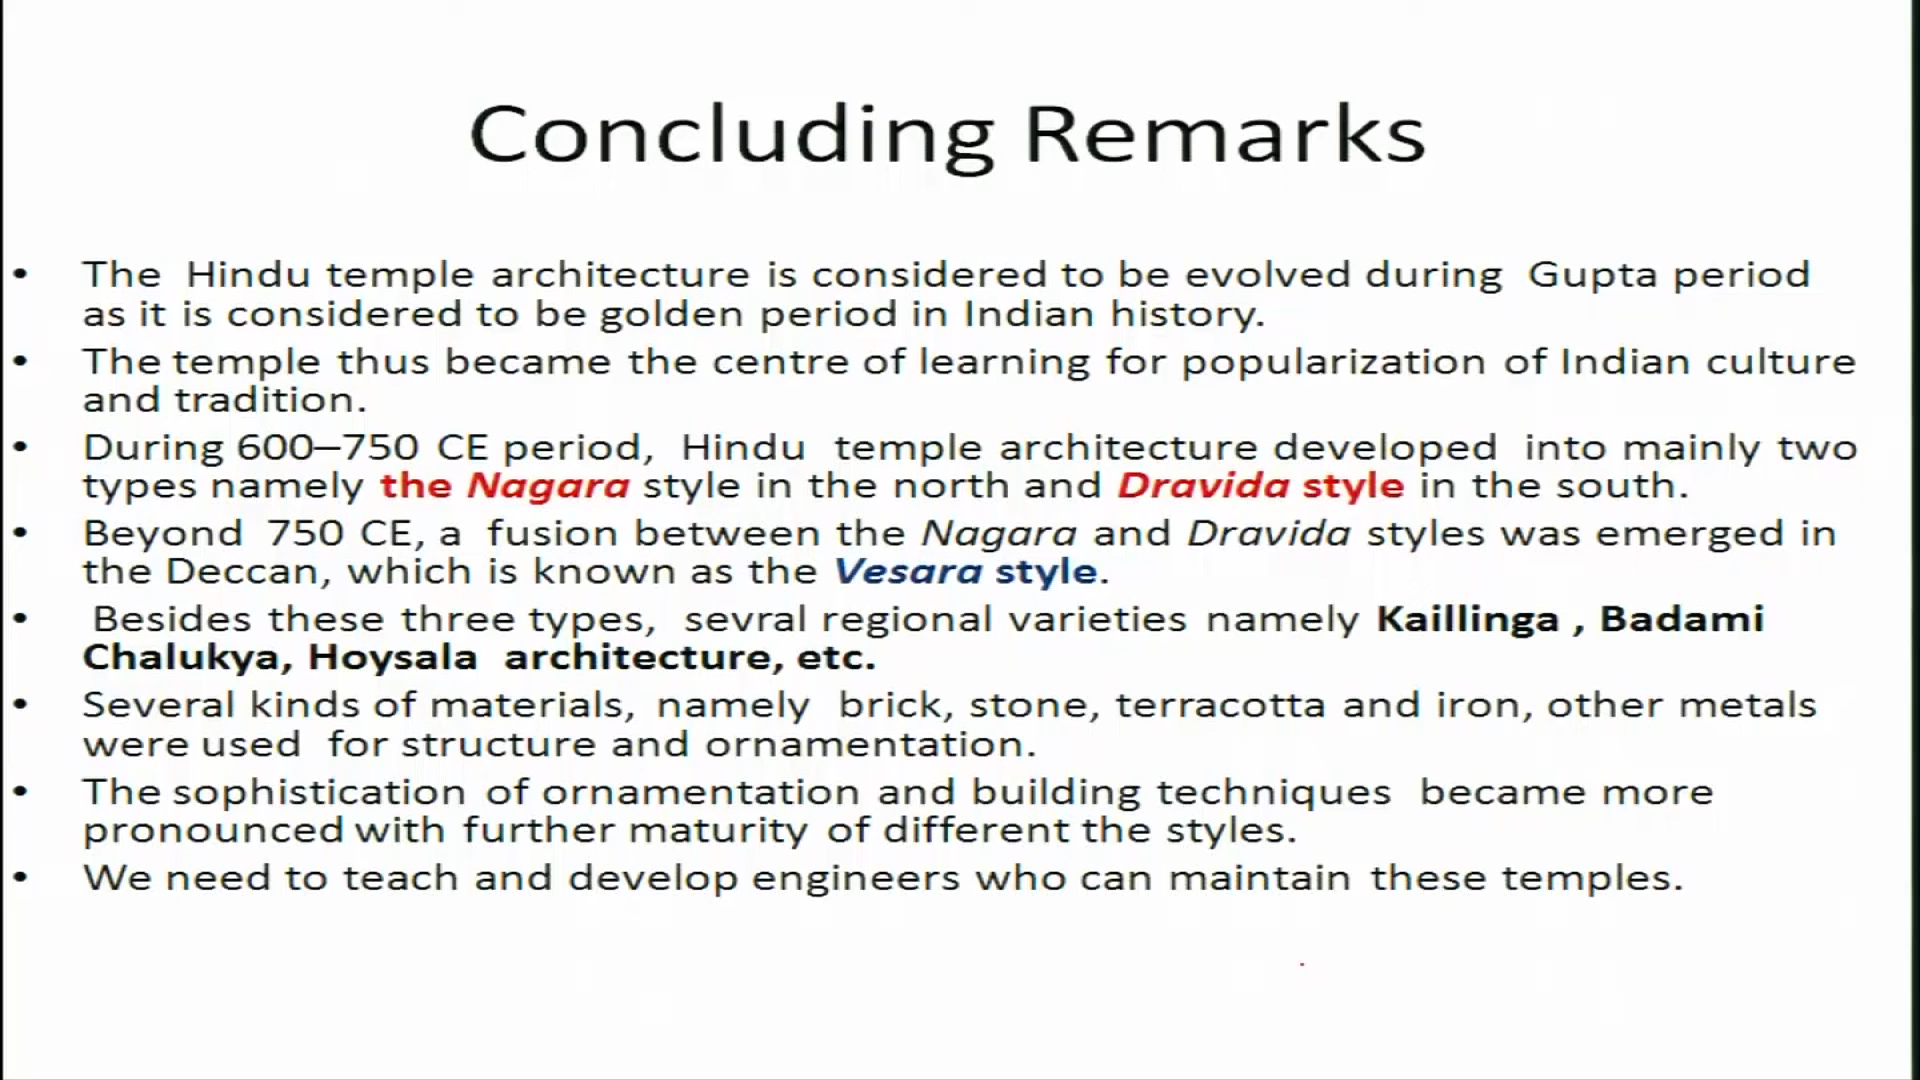 Concluding Remarks
• The Hindu temple architecture is considered to be evolved during Gupta period
as it is considered to be golden period in Indian history.
• The temple thus became the centre of learning for popularization of Indian culture
and tradition.
• During 600–750 CE period, Hindu temple architecture developed into mainly two
types namely the Nagara style in the north and Dravida style in the south.
• Beyond 750 CE, a fusion between the Nagara and Dravida styles was emerged in
the Deccan, which is known as the Vesara style.
• Besides these three types, sevral regional varieties namely Kaillinga , Badami
Chalukya, Hoysala architecture, etc.
• Several kinds of materials, namely brick, stone, terracotta and iron, other metals
were used for structure and ornamentation.
• The sophistication of ornamentation and building techniques became more
pronounced with further maturity of different the styles.
• We need to teach and develop engineers who can maintain these temples.